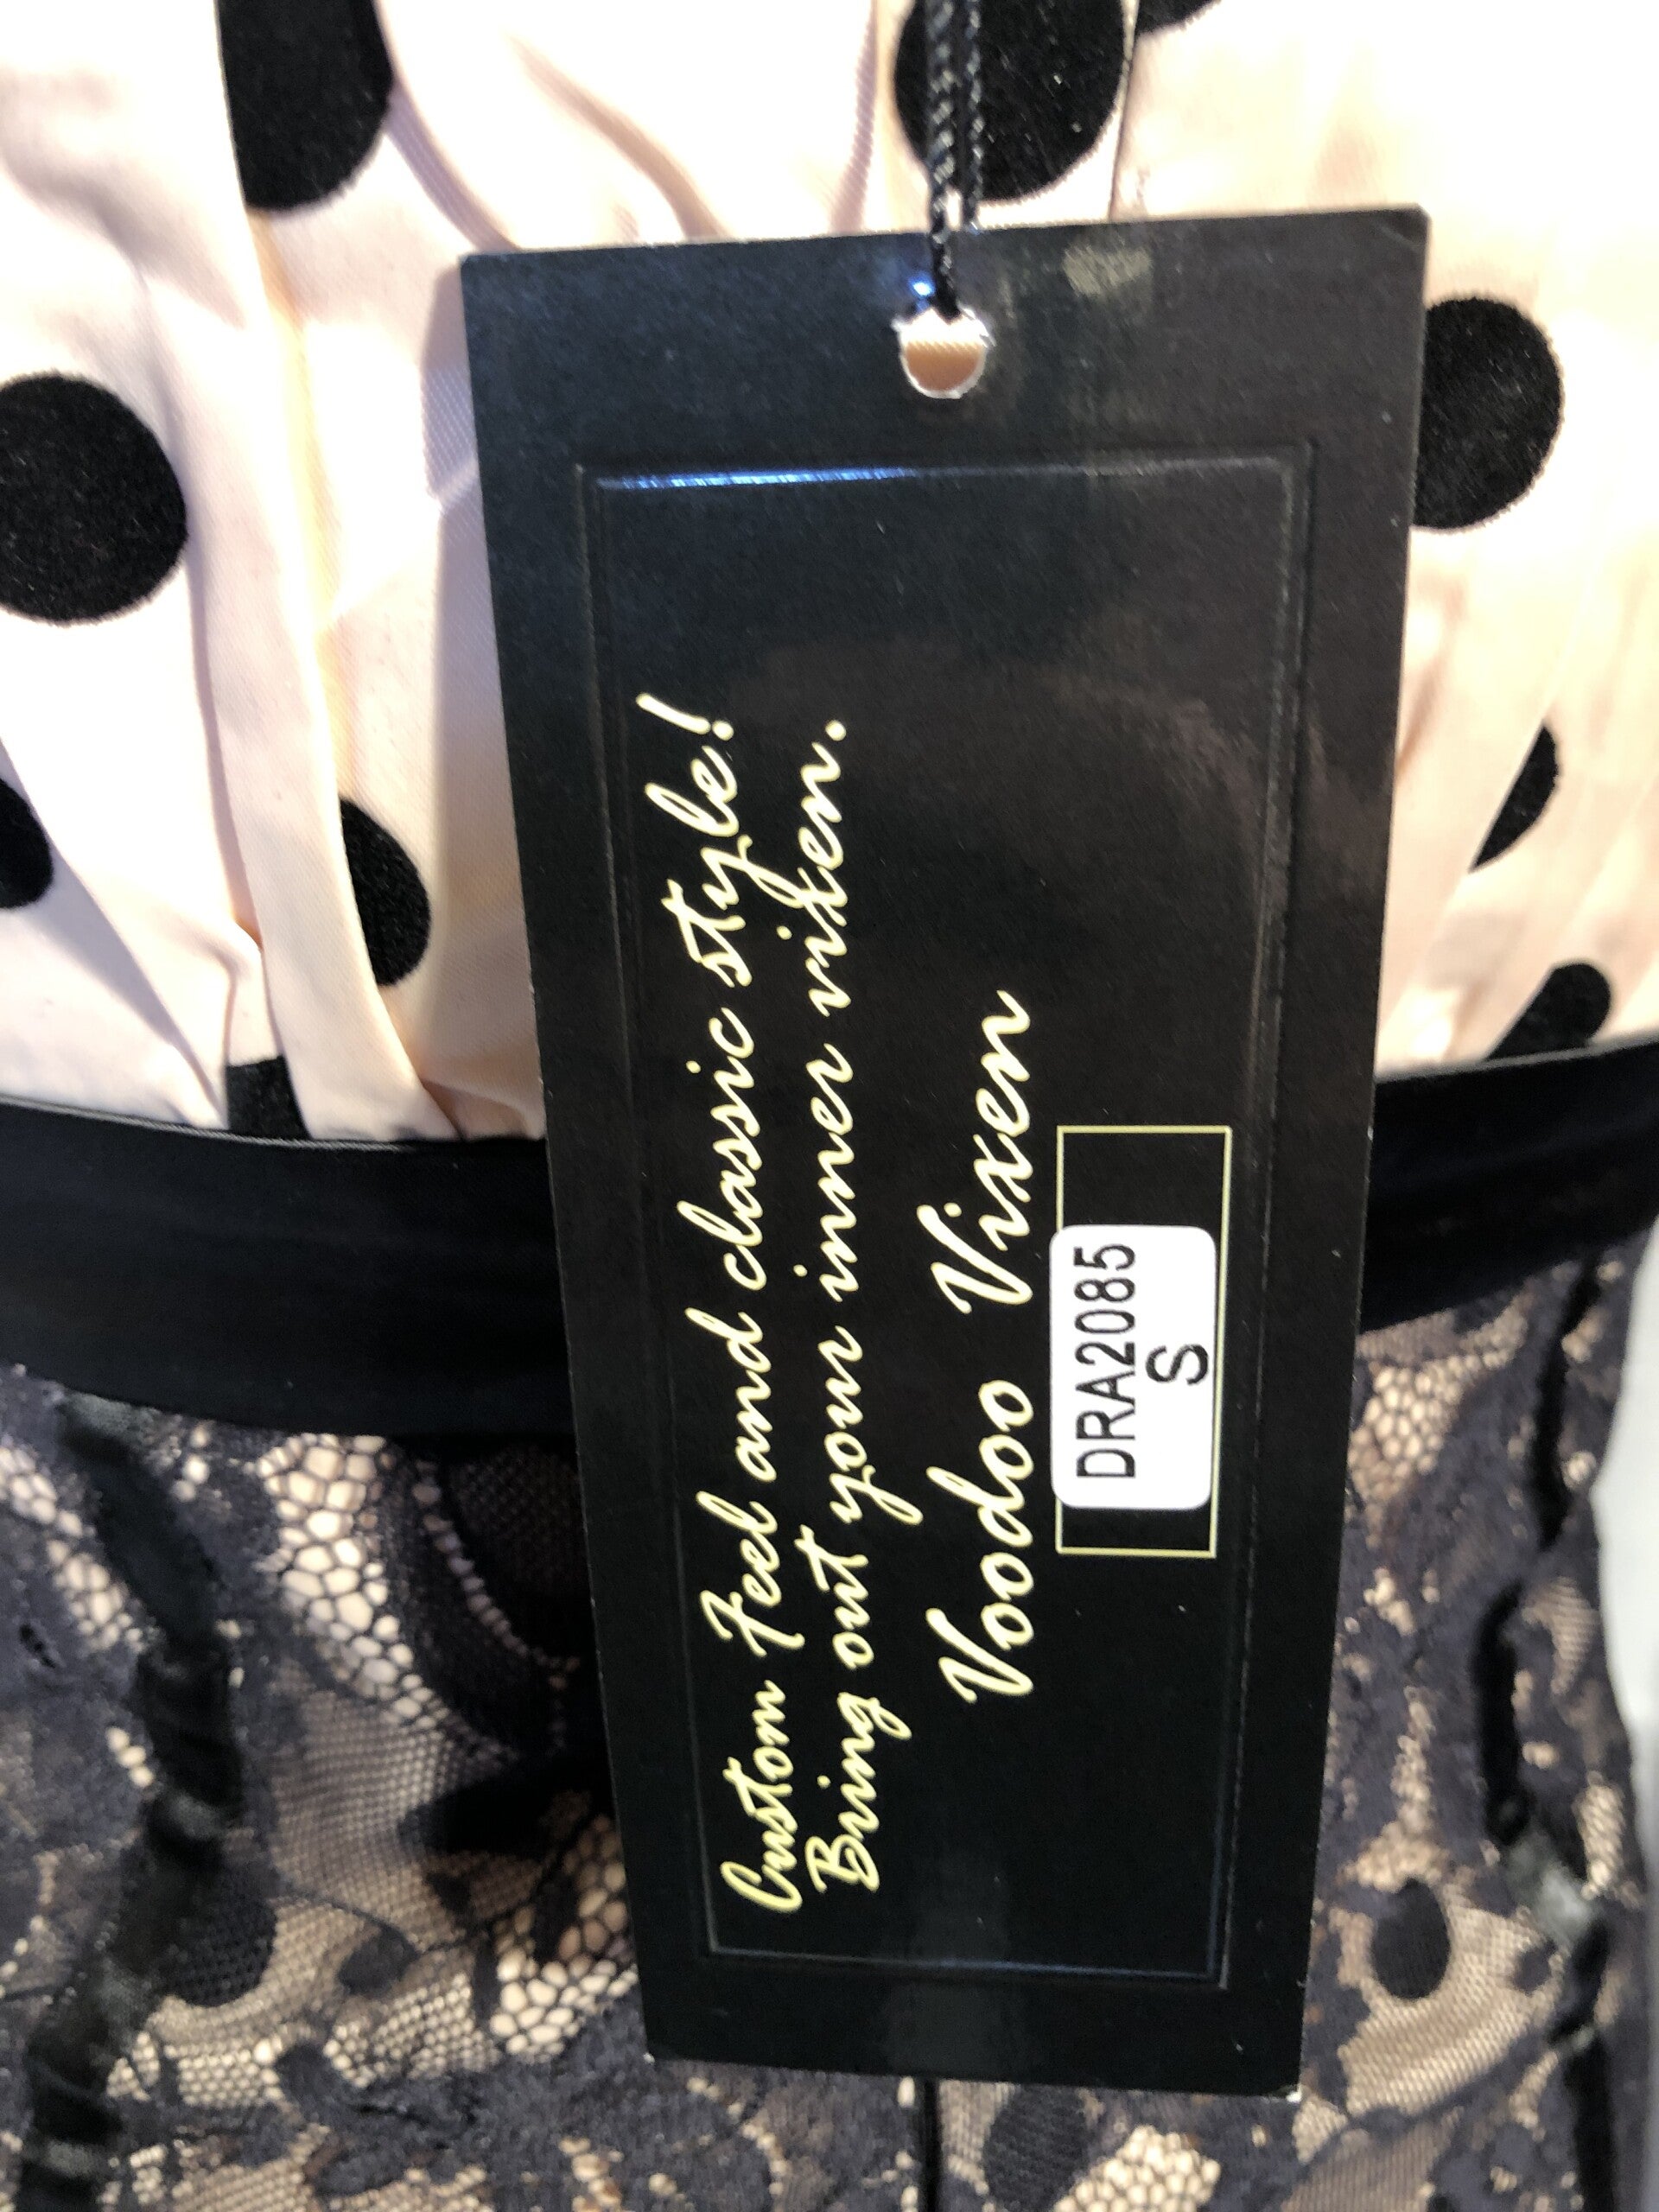 Custom Feel and classic style!
Bring out your inner vixen.
Voodoo Vixen
DRA2085
S